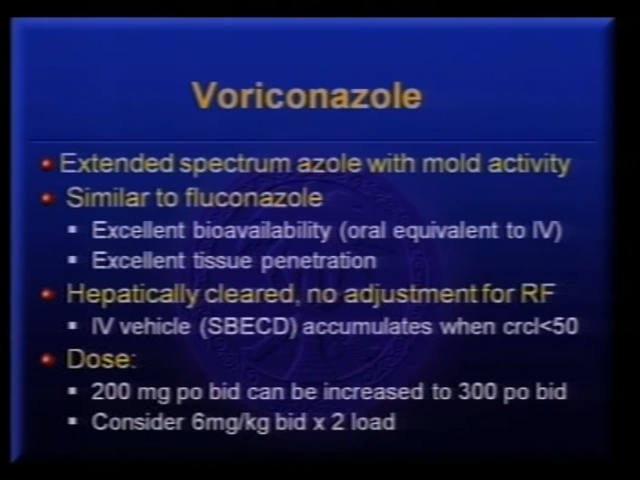 Voriconazole
Extended spectrum azole with mold activity
Similar to fluconazole
Excellent bioavailability (oral equivalent to IV)
Excellent tissue penetration
Hepatically cleared, no adjustment for RF
IV vehicle (SBECD) accumulates when crcl<50
Dose:
200 mg po bid can be increased to 300 po bid
Consider 6mg/kg bid x 2 load